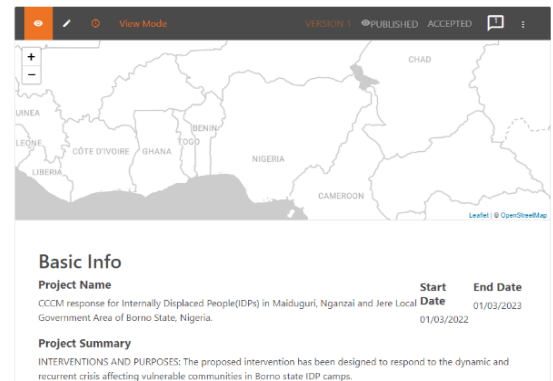 View Mode
VERSION 1 PUBLISHED ACCEPTED
+
−
CHAD
UINEA
BENIN
LEONE
CÔTE D'IVOIRE
GHANA
TOGO
NIGERIA
LIBERIA
CAMEROON
Leaflet | © OpenStreetMap
Basic Info
Project Name
CCCM response for Internally Displaced People(IDPs) in Maiduguri, Nganzai and Jere Local
Government Area of Borno State, Nigeria.
Start
Date
01/03/2022
End Date
01/03/2023
Project Summary
INTERVENTIONS AND PURPOSES: The proposed intervention has been designed to respond to the dynamic and
recurrent crisis affecting vulnerable communities in Borno state IDP camps.